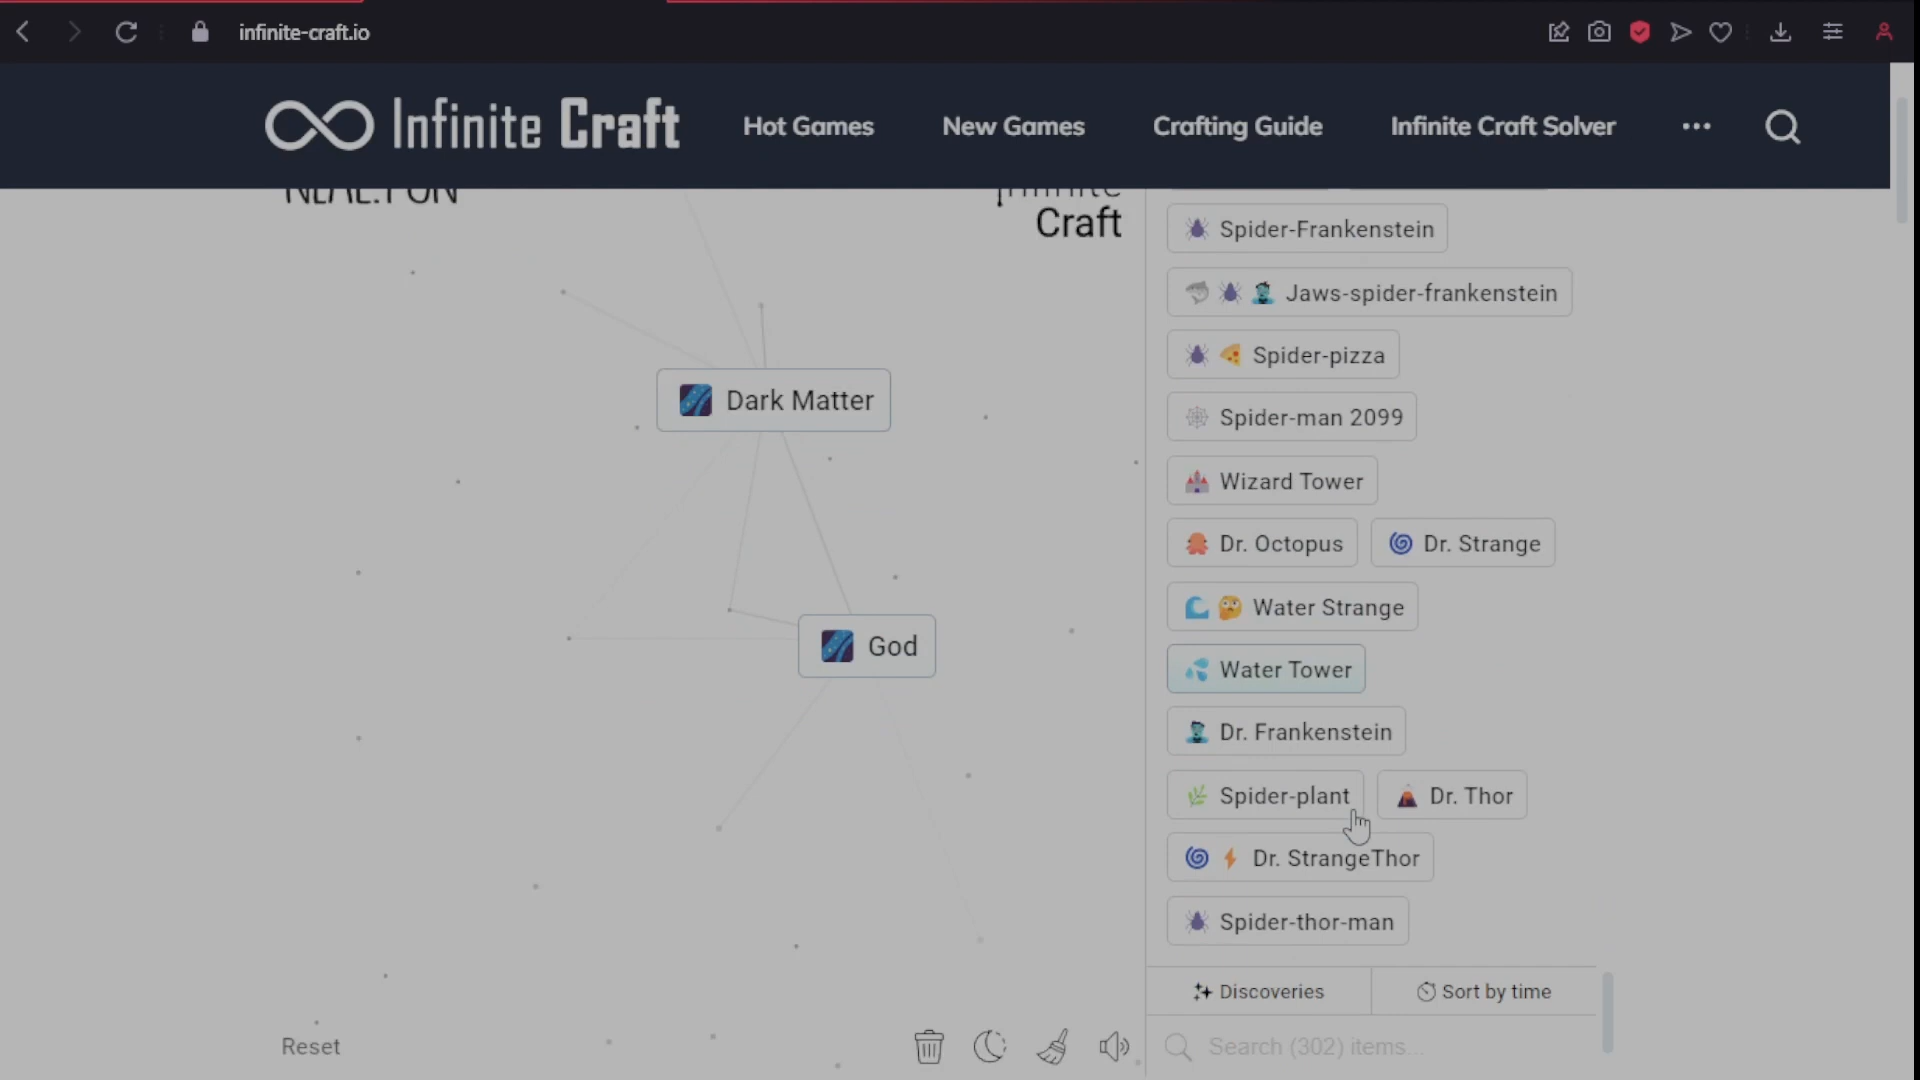 infinite-craft.io
Infinite Craft
Hot Games
New Games
Crafting Guide
Infinite Craft Solver
NEAL.FUN
Infinite
Craft
Spider-Frankenstein
Jaws-spider-frankenstein
Spider-pizza
Spider-man 2099
Wizard Tower
Dr. Octopus
Dr. Strange
Water Strange
Water Tower
Dr. Frankenstein
Spider-plant
Dr. Thor
Dr. StrangeThor
Spider-thor-man
Dark Matter
God
Discoveries
Sort by time
Reset
Search (302) items...